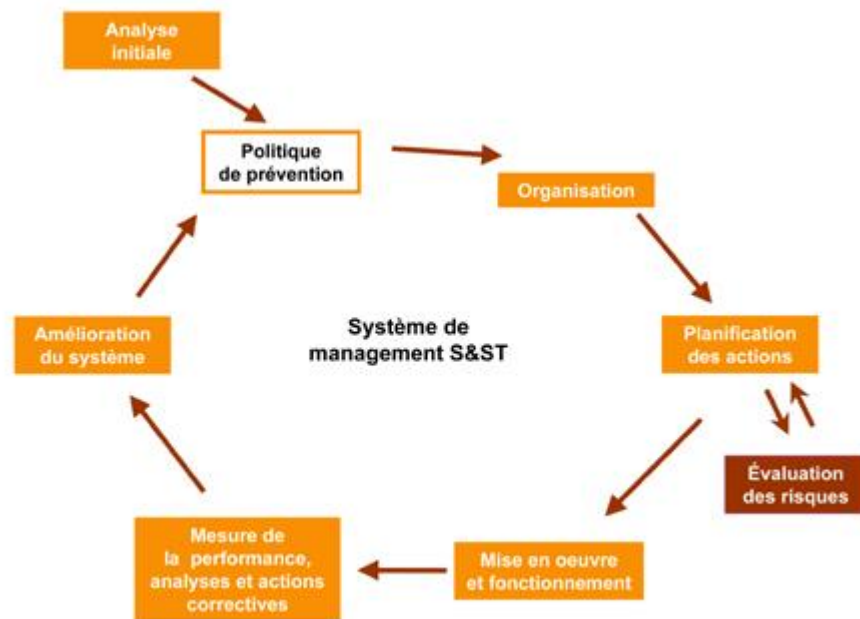 Analyse
initiale
Politique
de prévention
Organisation
Amélioration
du système
Système de
management S&ST
Planification
des actions
Évaluation
des risques
Mesure de
la performance,
analyses et actions
correctives
Mise en oeuvre
et fonctionnement